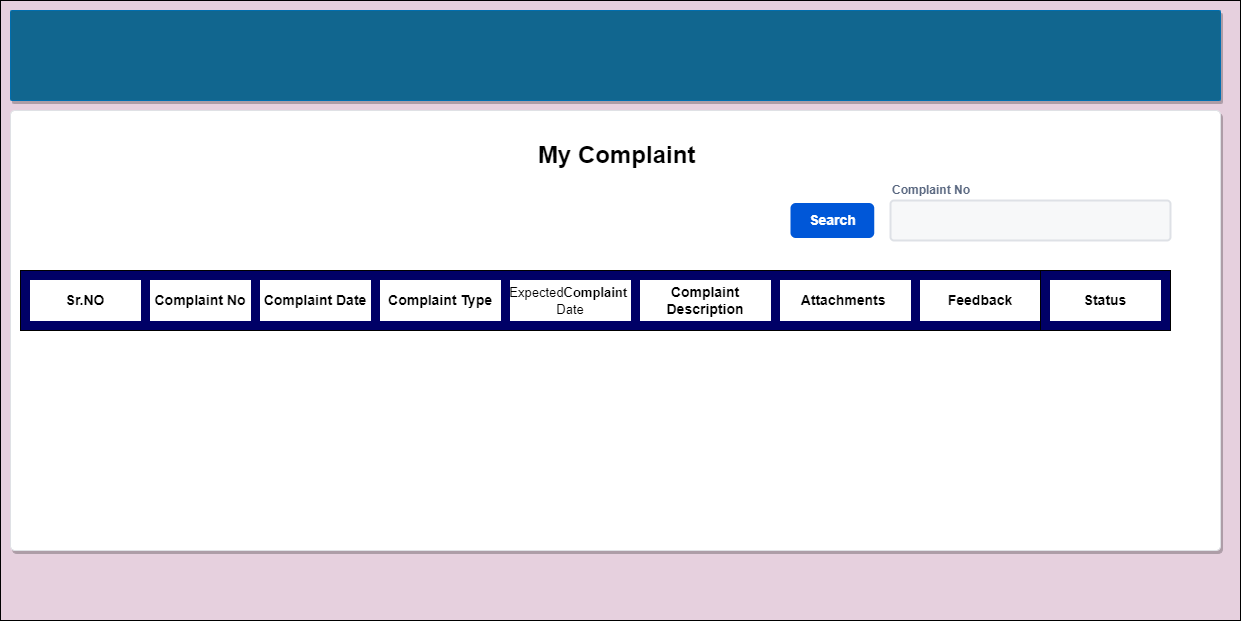 My Complaint
Complaint No
Search
Sr.NO
Complaint No
Complaint Date
Complaint Type
ExpectedComplaint
Date
Complaint
Description
Attachments
Feedback
Status